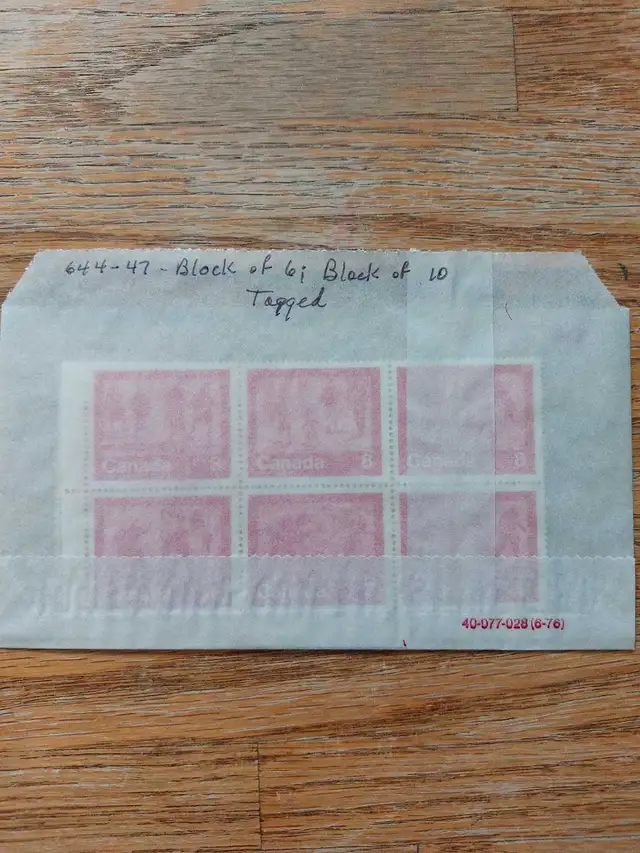 644-47 - Block of 6; Block of 10
Tagged
Canada 8 Canada 8 Canada 8
40-077-028 (6-76)